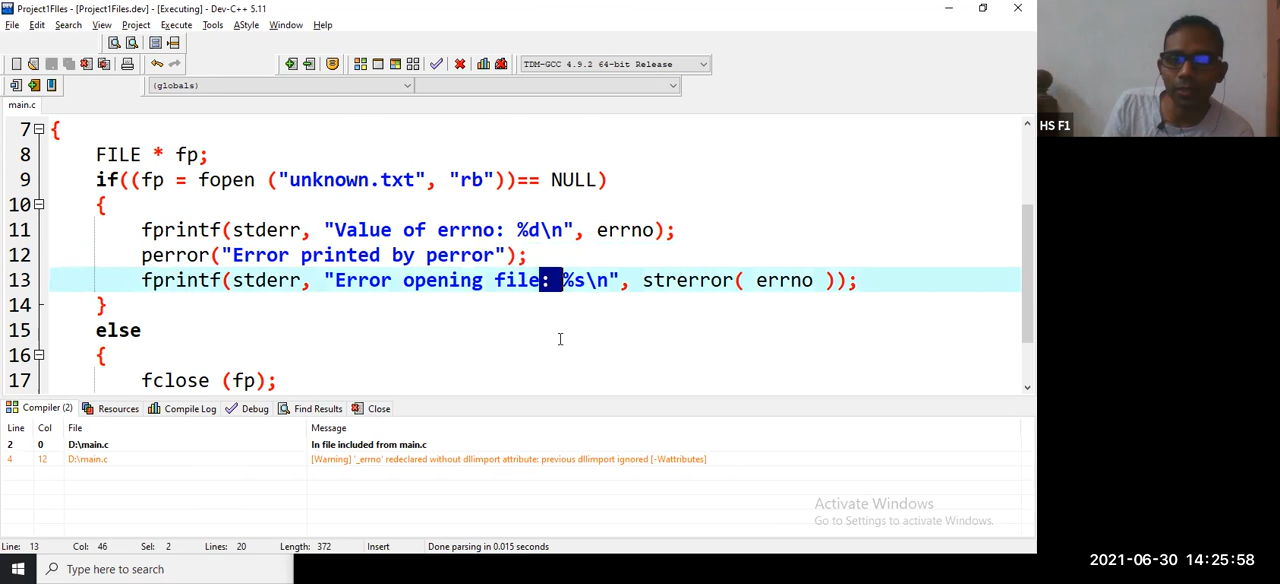 Project1FIles - [Project1Files.dev] - [Executing] - Dev-C++ 5.11
File Edit Search View Project Execute Tools AStyle Window Help
TDM-GCC 4.9.2 64-bit Release
(globals)
main.c
7 {
8 FILE * fp;
9 if((fp = fopen ("unknown.txt", "rb"))== NULL)
10 {
11 fprintf(stderr, "Value of errno: %d\n", errno);
12 perror("Error printed by perror");
13 fprintf(stderr, "Error opening file: %s\n", strerror( errno ));
14 }
15 else
16 {
17 fclose (fp);
Compiler (2) Resources Compile Log Debug Find Results Close
Line Col File Message
2 0 D:\main.c In file included from main.c
4 12 D:\main.c [Warning] '_errno' redeclared without dllimport attribute: previous dllimport ignored [-Wattributes]
Activate Windows
Go to Settings to activate Windows.
Line: 13 Col: 46 Sel: 2 Lines: 20 Length: 372 Insert Done parsing in 0.015 seconds
Type here to search
HS F1
2021-06-30 14:25:58